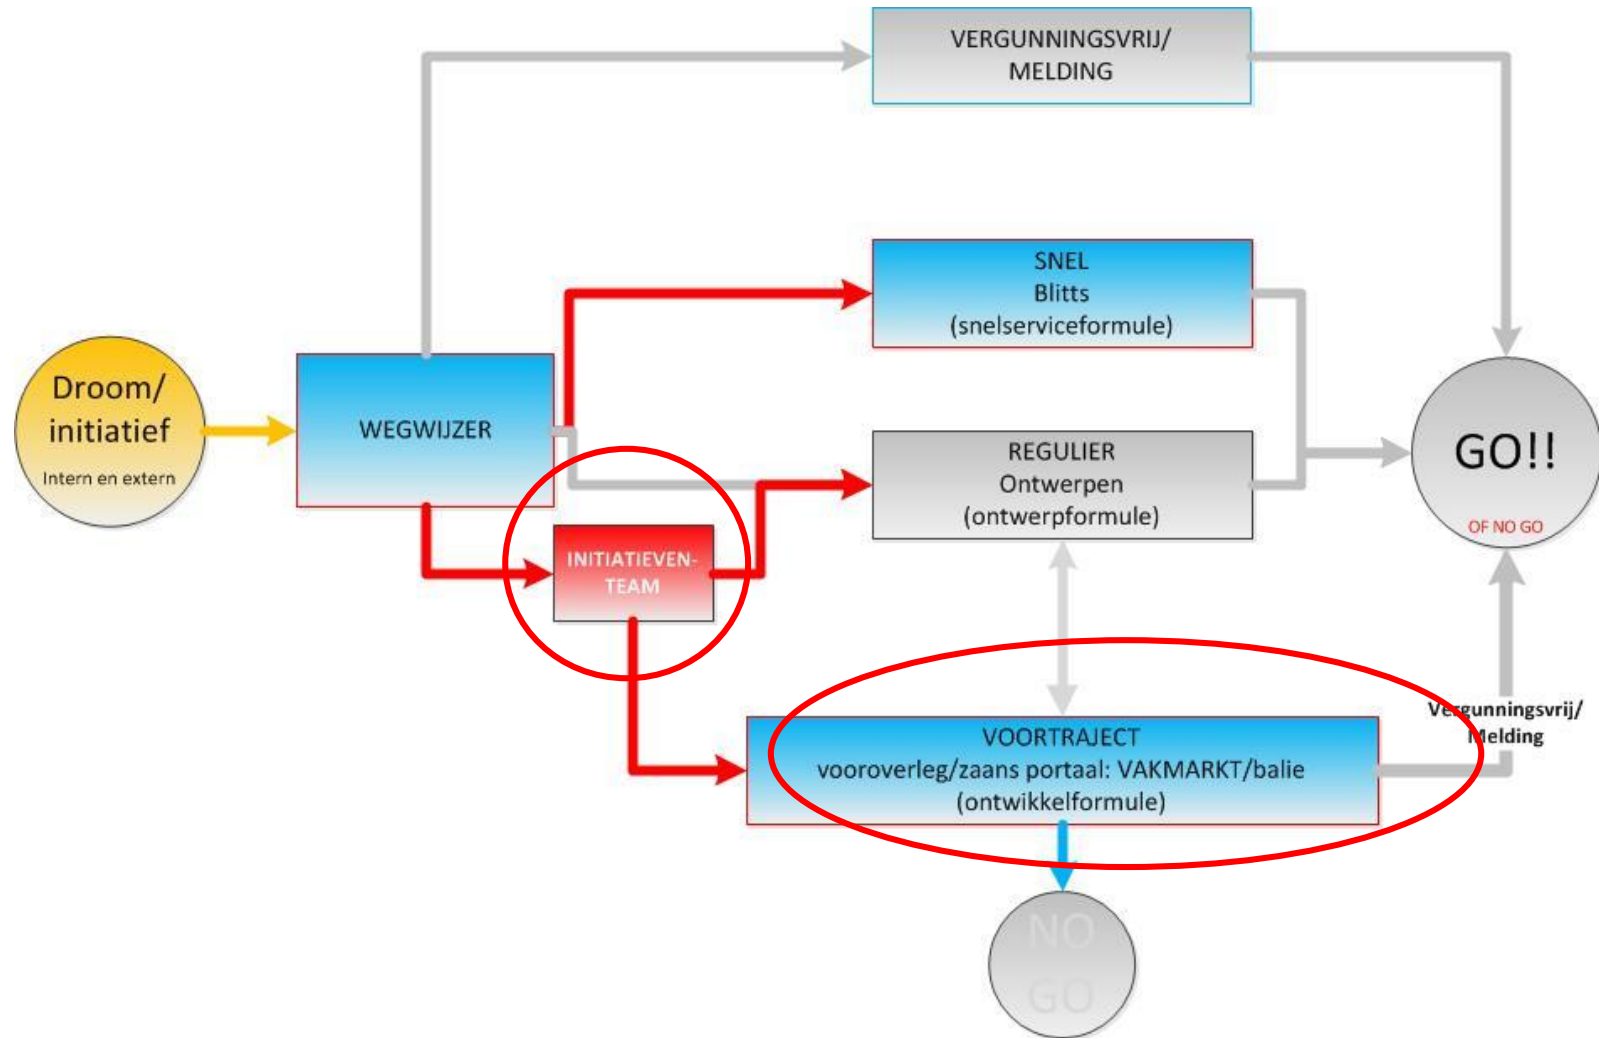 VERGUNNINGSVRIJ/
MELDING
SNEL
Blitts
(snelserviceformule)
Droom/
initiatief
Intern en extern
WEGWIJZER
REGULIER
Ontwerpen
(ontwerpformule)
GO!!
OF NO GO
INITIATIEVEN-
TEAM
Vergunningsvrij/
Melding
VOORTRAJECT
vooroverleg/zaans portaal: VAKMARKT/balie
(ontwikkelformule)
NO
GO